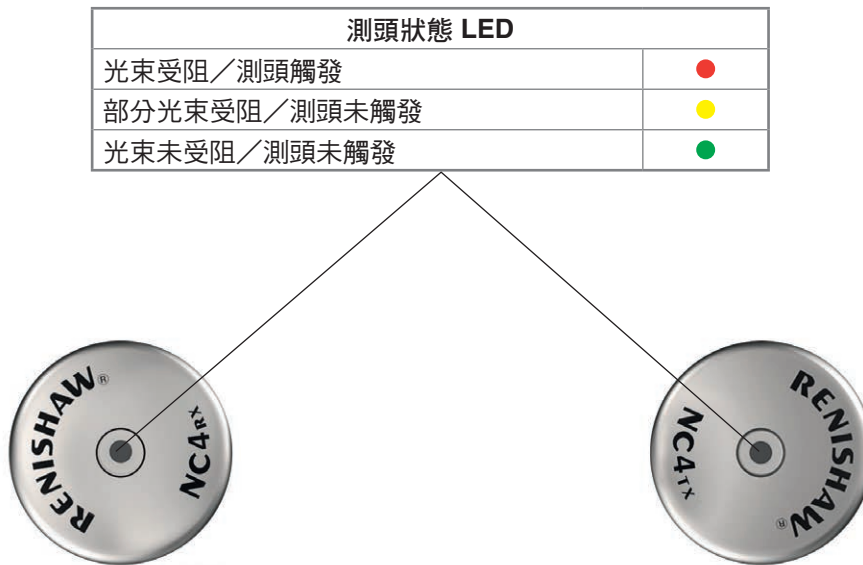 測頭狀態 LED
光束受阻／測頭觸發
部分光束受阻／測頭未觸發
光束未受阻／測頭未觸發
RENISHAW®
NC4RX
NC4TX
RENISHAW®